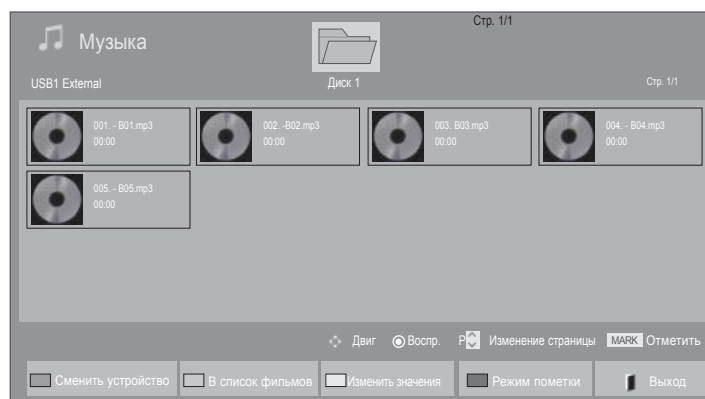 Стр. 1/1
Музыка
USB1 External
Диск 1
Стр. 1/1
001. - B01.mp3
00:00
002. -B02.mp3
00:00
003. B03.mp3
00:00
004. - B04.mp3
00:00
005. - B05.mp3
00:00
Двиг Воспр. P Изменение страницы MARK Отметить
Сменить устройство В список фильмов Изменить значения Режим пометки Выход